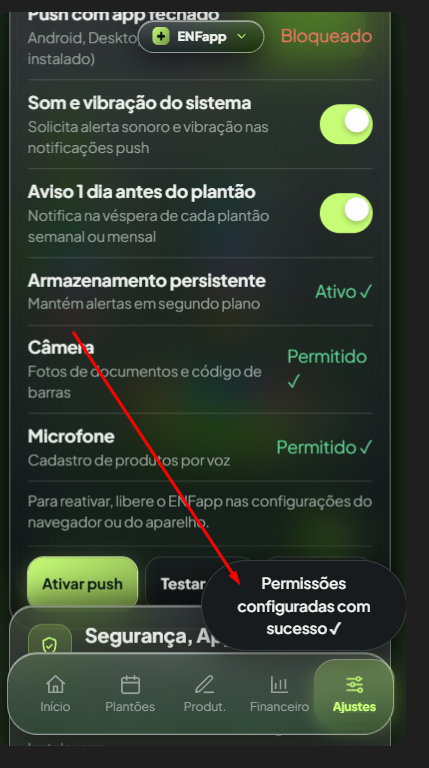 Push com app fechado
Android, Deskto
instalado)
ENFapp
Bloqueado
Som e vibração do sistema
Solicita alerta sonoro e vibração nas
notificações push
Aviso 1 dia antes do plantão
Notifica na véspera de cada plantão
semanal ou mensal
Armazenamento persistente
Mantém alertas em segundo plano
Ativo ✓
Câmera
Fotos de documentos e código de
barras
Permitido
✓
Microfone
Cadastro de produtos por voz
Permitido ✓
Para reativar, libere o ENFapp nas configurações do
navegador ou do aparelho.
Ativar push
Testar
Permissões
configuradas com
sucesso ✓
Segurança, Ap
Início
Plantões
Produt.
Financeiro
Ajustes